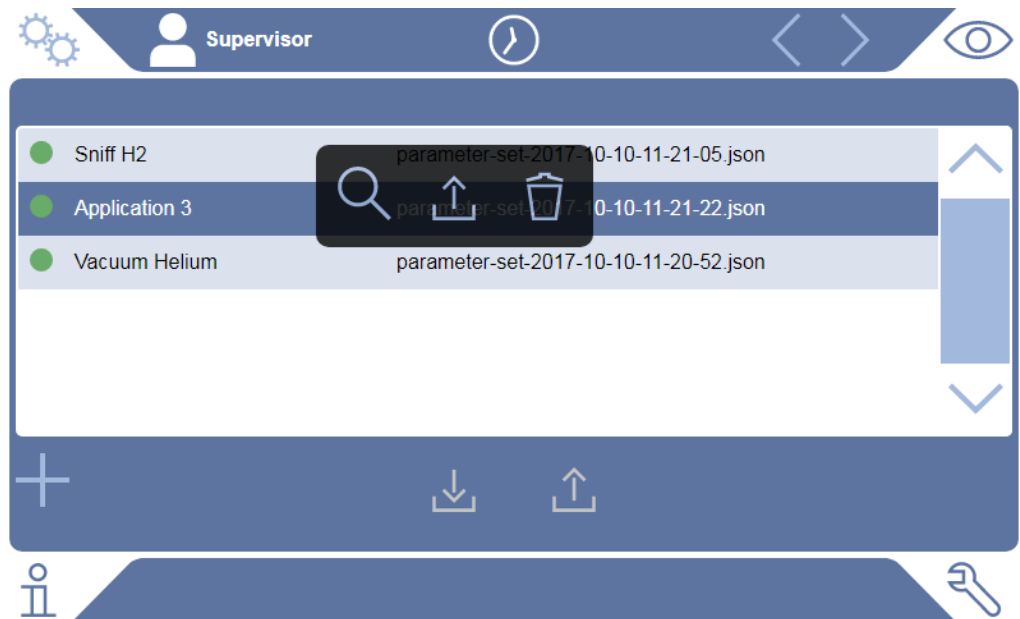 Supervisor
Sniff H2 parameter-set-2017-10-10-11-21-05.json
Application 3 parameter-set-2017-10-10-11-21-22.json
Vacuum Helium parameter-set-2017-10-10-11-20-52.json